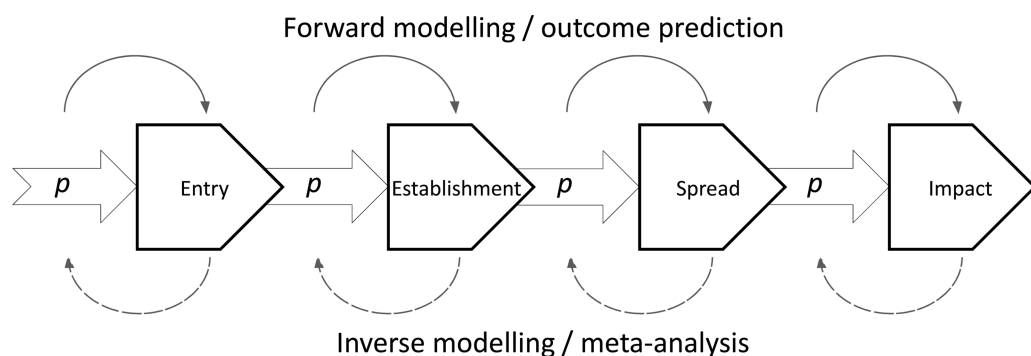 Forward modelling / outcome prediction
p Entry p Establishment p Spread p Impact
Inverse modelling / meta-analysis